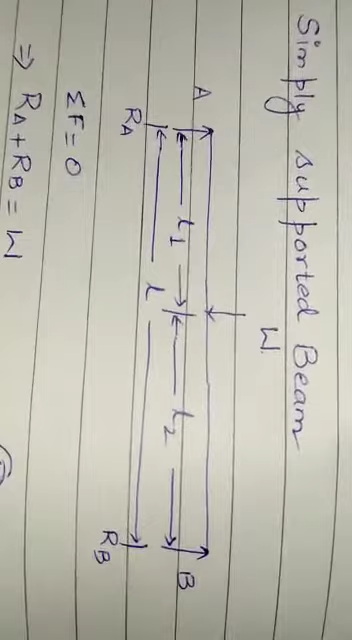 Simply supported Beam
W.
A
B
l1
l2
RA
l
RB
ΣF = 0
⇒ RA + RB = W